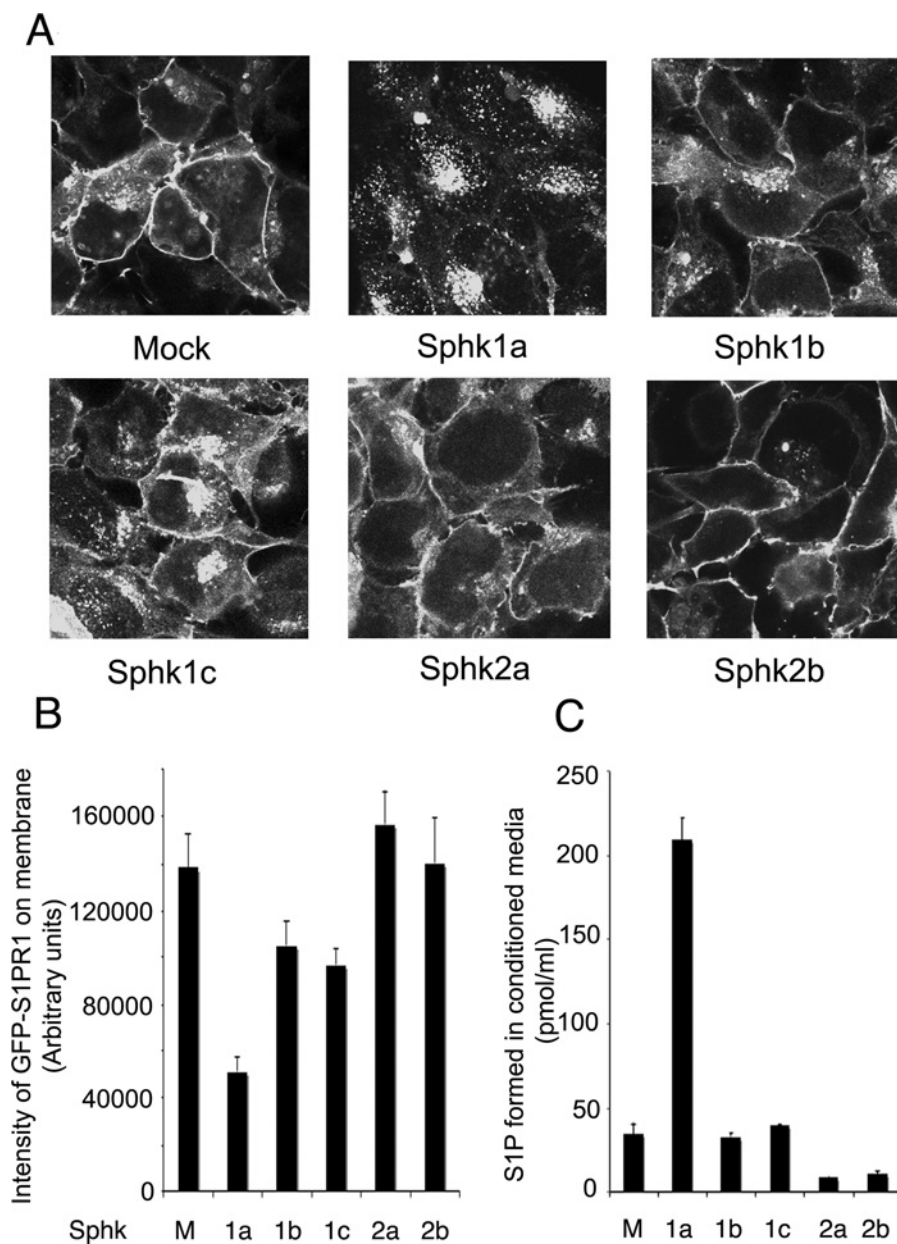 A
Mock
Sphk1a
Sphk1b
Sphk1c
Sphk2a
Sphk2b
B
Intensity of GFP-S1PR1 on membrane
(Arbitrary units)
160000
120000
80000
40000
0
Sphk M 1a 1b 1c 2a 2b
C
S1P formed in conditioned media
(pmol/ml)
250
200
150
100
50
0
M 1a 1b 1c 2a 2b